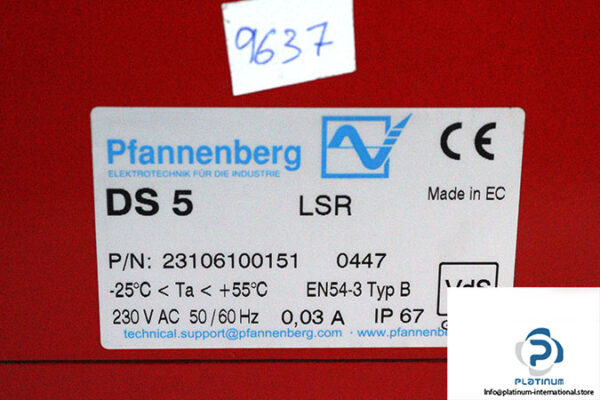 9637
Pfannenberg
ELEKTROTECHNIK FÜR DIE INDUSTRIE
CE
DS 5 LSR
Made in EC
P/N: 23106100151 0447
-25°C < Ta < +55°C EN54-3 Typ B
VdS
230 V AC 50/60 Hz 0,03 A IP 67
technical.support@pfannenberg.com · www.pfannenb
PLATINUM
Info@platinum-international.store